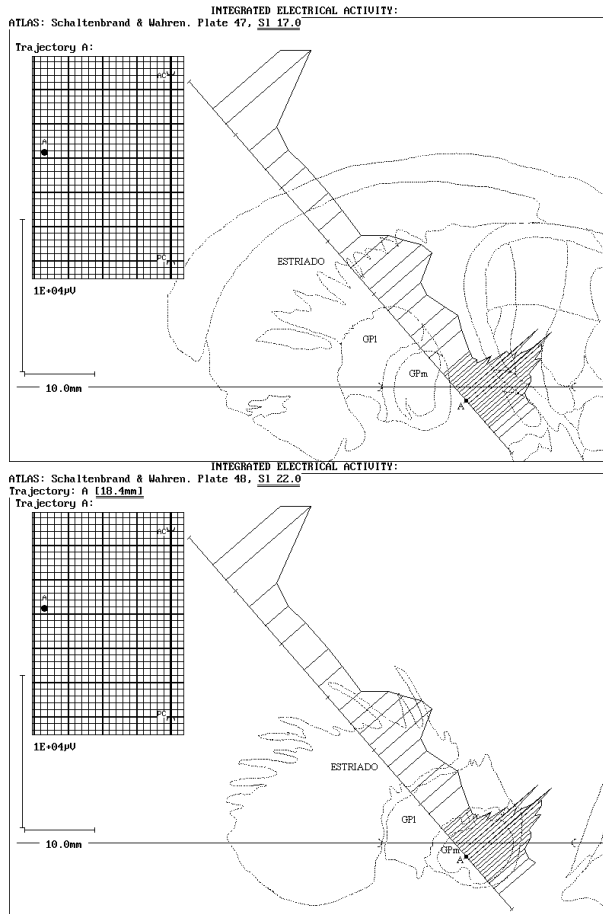 INTEGRATED ELECTRICAL ACTIVITY:
ATLAS: Schaltenbrand & Wahren. Plate 47, Sl 17.0
Trajectory A:
AC
A
PC
1E+04µV
ESTRIADO
GPl
GPm
A
10.0mm
INTEGRATED ELECTRICAL ACTIVITY:
ATLAS: Schaltenbrand & Wahren. Plate 48, Sl 22.0
Trajectory: A [18.4mm]
Trajectory A:
AC
A
PC
1E+04µV
ESTRIADO
GPl
GPm
A
10.0mm